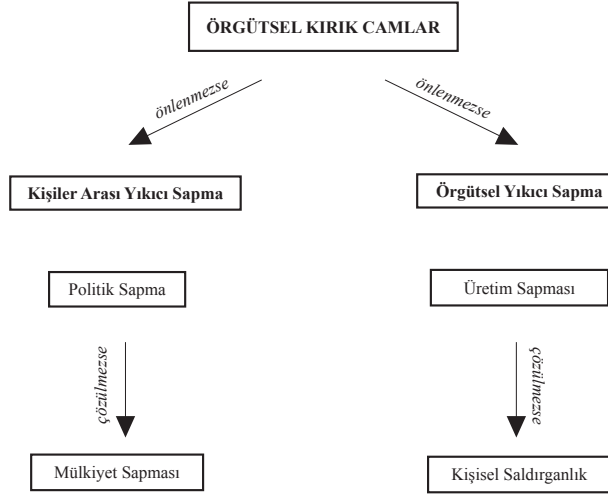 ÖRGÜTSEL KIRIK CAMLAR
önlenmezse
önlenmezse
Kişiler Arası Yıkıcı Sapma
Örgütsel Yıkıcı Sapma
Politik Sapma
Üretim Sapması
çözülmezse
çözülmezse
Mülkiyet Sapması
Kişisel Saldırganlık